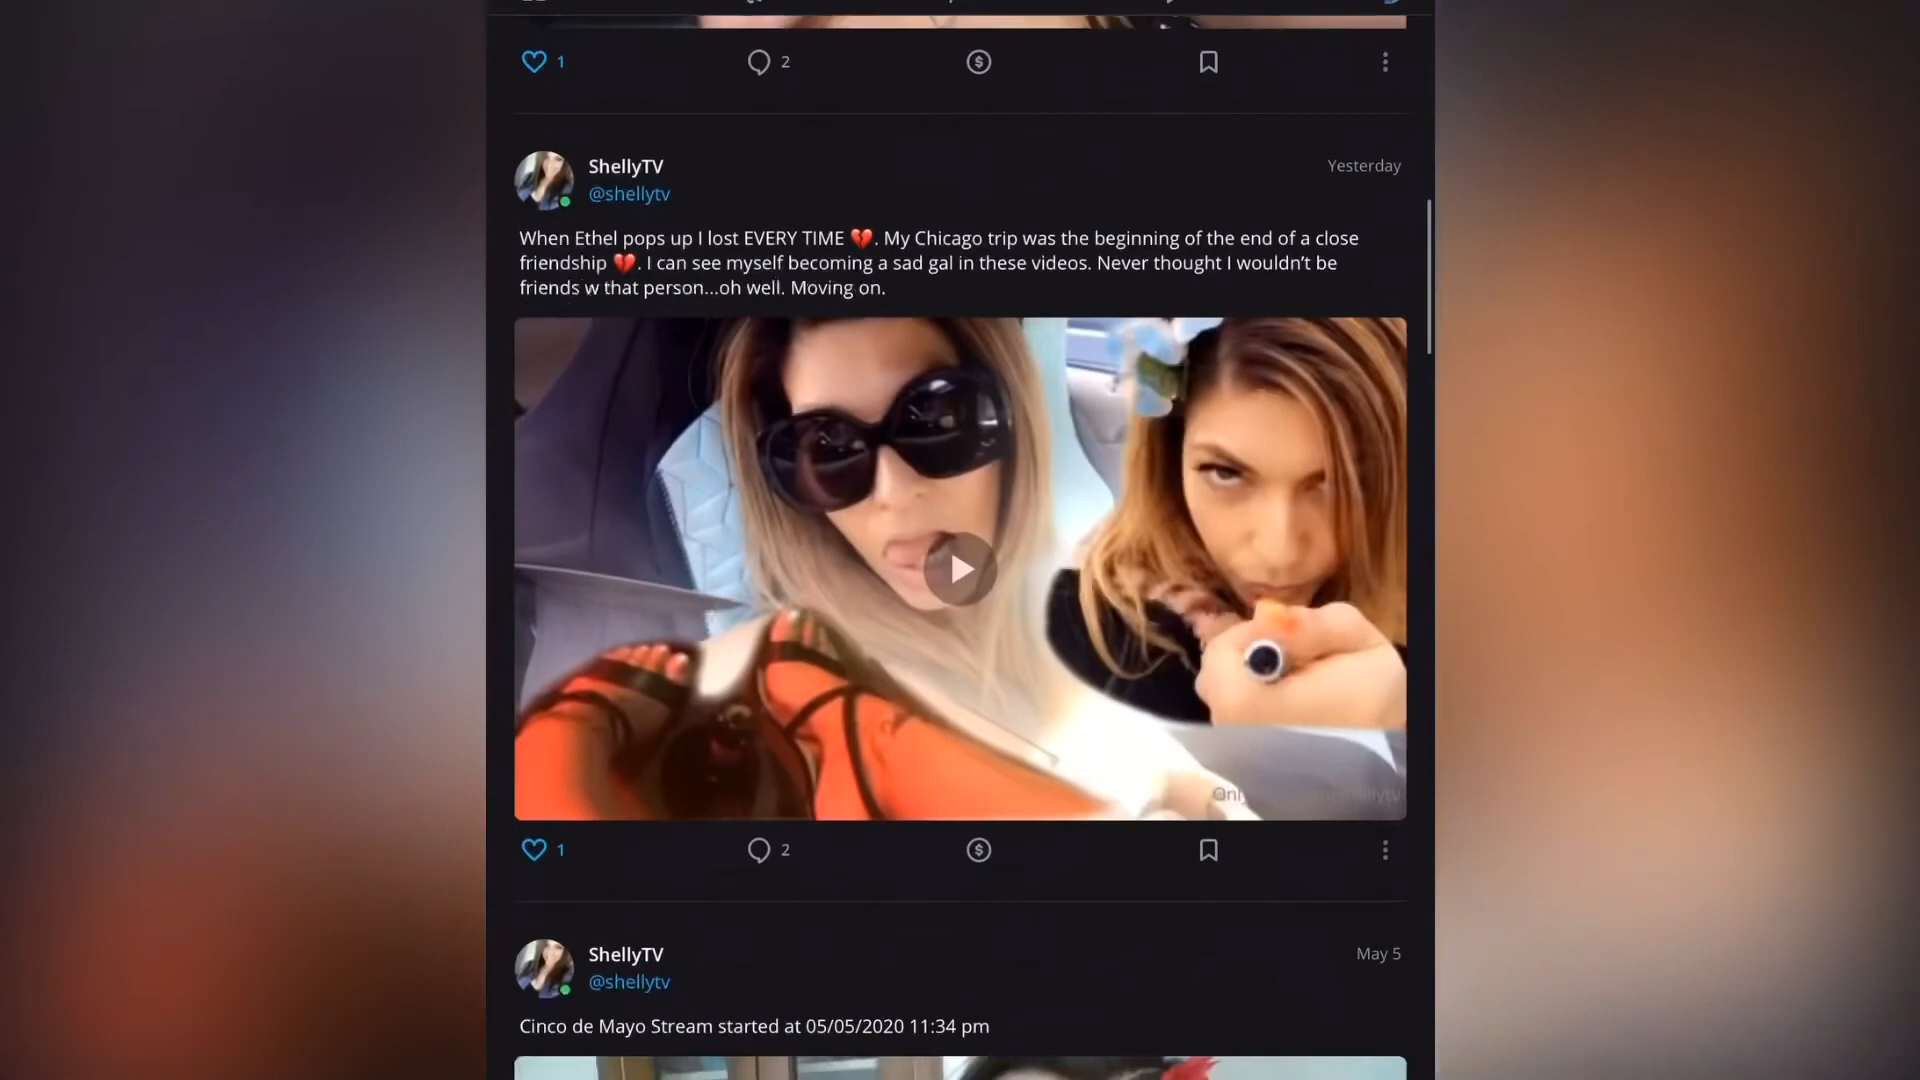 1
2
ShellyTV
Yesterday
@shellytv
When Ethel pops up I lost EVERY TIME 💔. My Chicago trip was the beginning of the end of a close
friendship 💔. I can see myself becoming a sad gal in these videos. Never thought I wouldn’t be
friends w that person...oh well. Moving on.
1
2
ShellyTV
May 5
@shellytv
Cinco de Mayo Stream started at 05/05/2020 11:34 pm